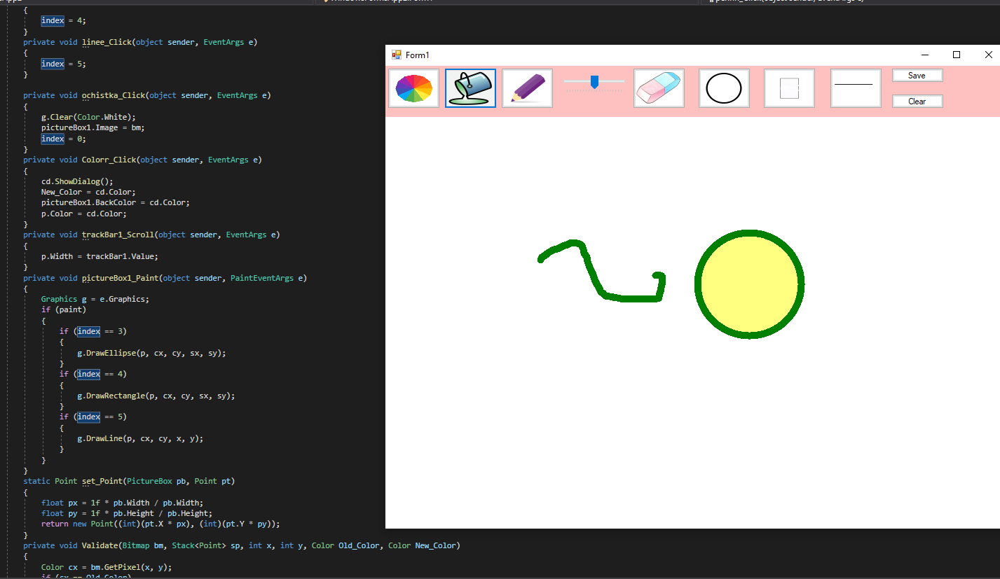 {
index = 4;
}
private void linee_Click(object sender, EventArgs e)
{
index = 5;
}
private void ochistka_Click(object sender, EventArgs e)
{
g.Clear(Color.White);
pictureBox1.Image = bm;
index = 0;
}
private void Colorr_Click(object sender, EventArgs e)
{
cd.ShowDialog();
New_Color = cd.Color;
pictureBox1.BackColor = cd.Color;
p.Color = cd.Color;
}
private void trackBar1_Scroll(object sender, EventArgs e)
{
p.Width = trackBar1.Value;
}
private void pictureBox1_Paint(object sender, PaintEventArgs e)
{
Graphics g = e.Graphics;
if (paint)
{
if (index == 3)
{
g.DrawEllipse(p, cx, cy, sx, sy);
}
if (index == 4)
{
g.DrawRectangle(p, cx, cy, sx, sy);
}
if (index == 5)
{
g.DrawLine(p, cx, cy, x, y);
}
}
}
static Point set_Point(PictureBox pb, Point pt)
{
float px = 1f * pb.Width / pb.Width;
float py = 1f * pb.Height / pb.Height;
return new Point((int)(pt.X * px), (int)(pt.Y * py));
}
private void Validate(Bitmap bm, Stack<Point> sp, int x, int y, Color Old_Color, Color New_Color)
{
Color cx = bm.GetPixel(x, y);
if (cx == Old_Color)
Form1
Save
Clear